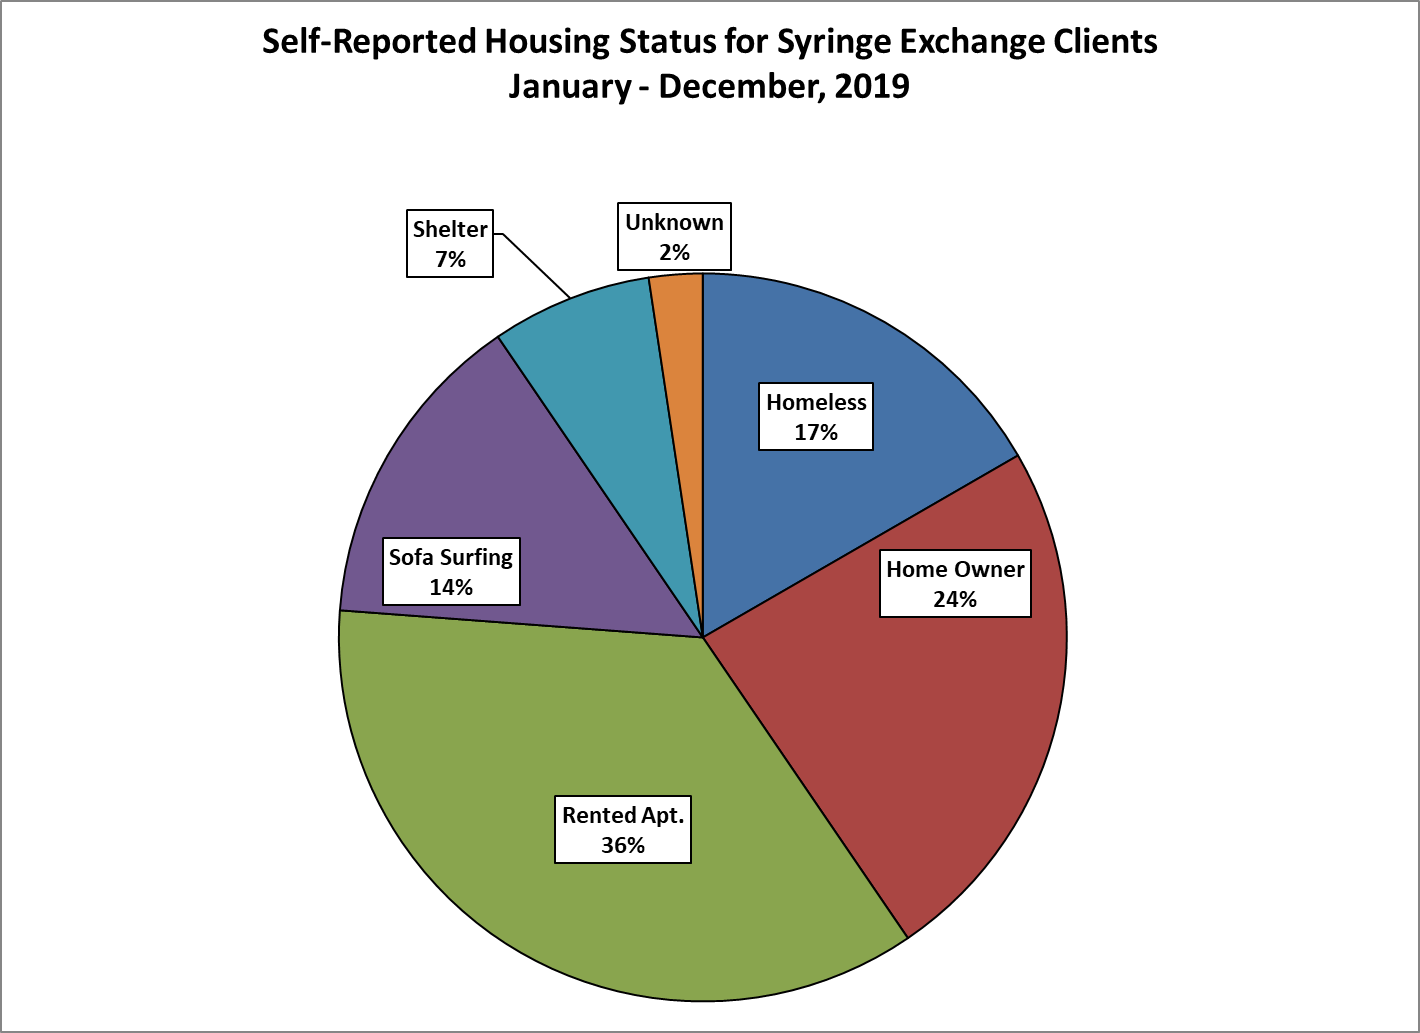 Self-Reported Housing Status for Syringe Exchange Clients
January - December, 2019
Shelter
7%
Unknown
2%
Homeless
17%
Sofa Surfing
14%
Home Owner
24%
Rented Apt.
36%